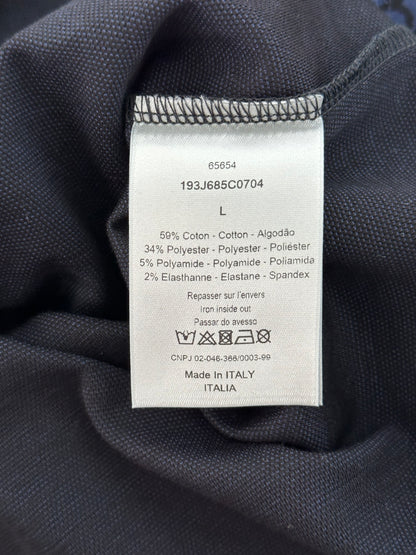 65654
193J685C0704
L
59% Coton - Cotton - Algodão
34% Polyester - Polyester - Poliéster
5% Polyamide - Polyamide - Poliamida
2% Elasthanne - Elastane - Spandex
Repasser sur l'envers
Iron inside out
Passar do avesso
CNPJ 02-046-366/0003-99
Made In ITALY
ITALIA